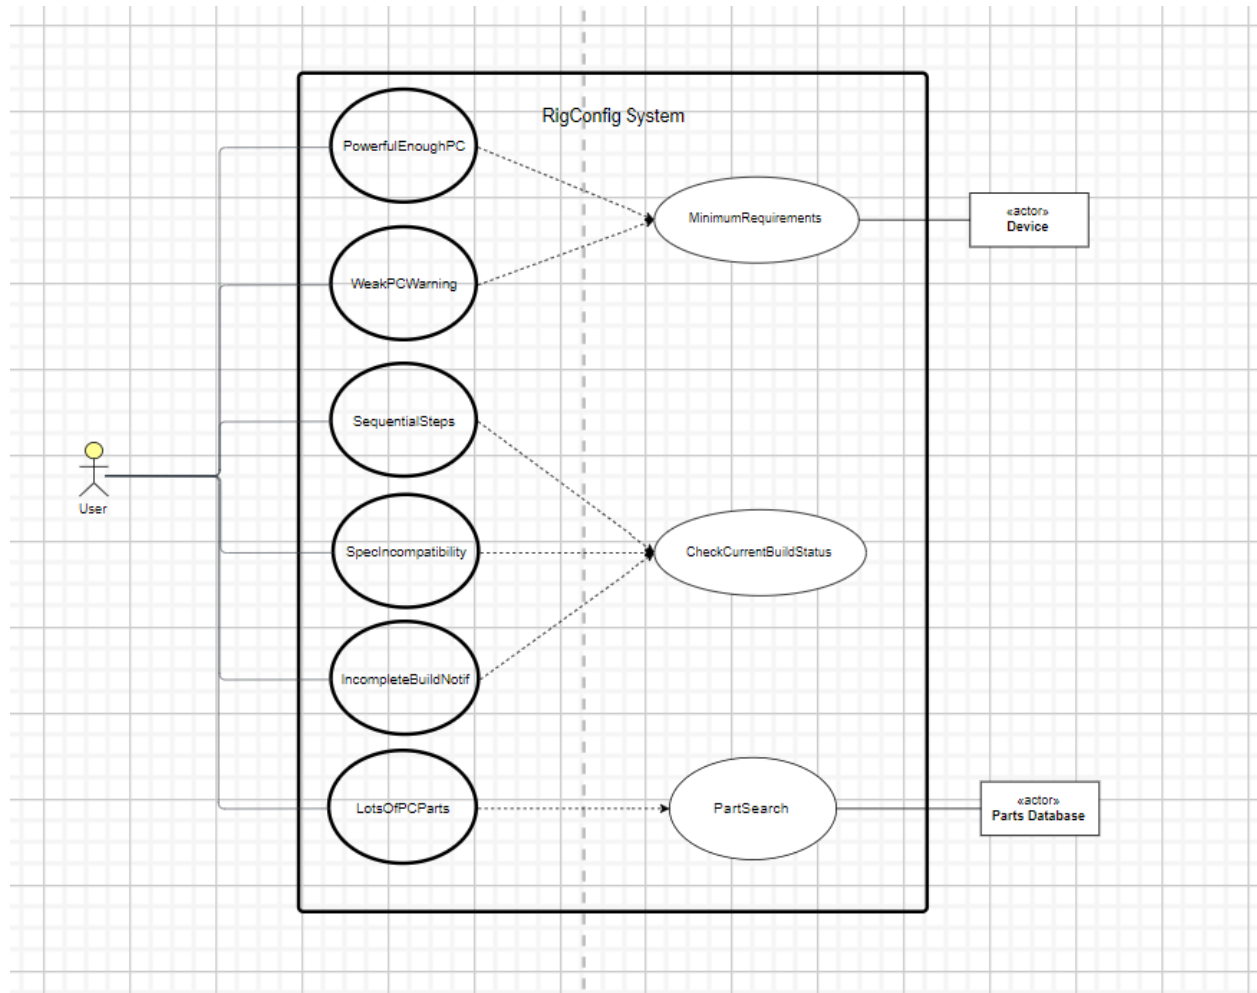 RigConfig System
PowerfulEnoughPC
MinimumRequirements
«actor»
Device
WeakPCWarning
SequentialSteps
User
SpecIncompatibility
CheckCurrentBuildStatus
IncompleteBuildNotif
LotsOfPCParts
PartSearch
«actor»
Parts Database